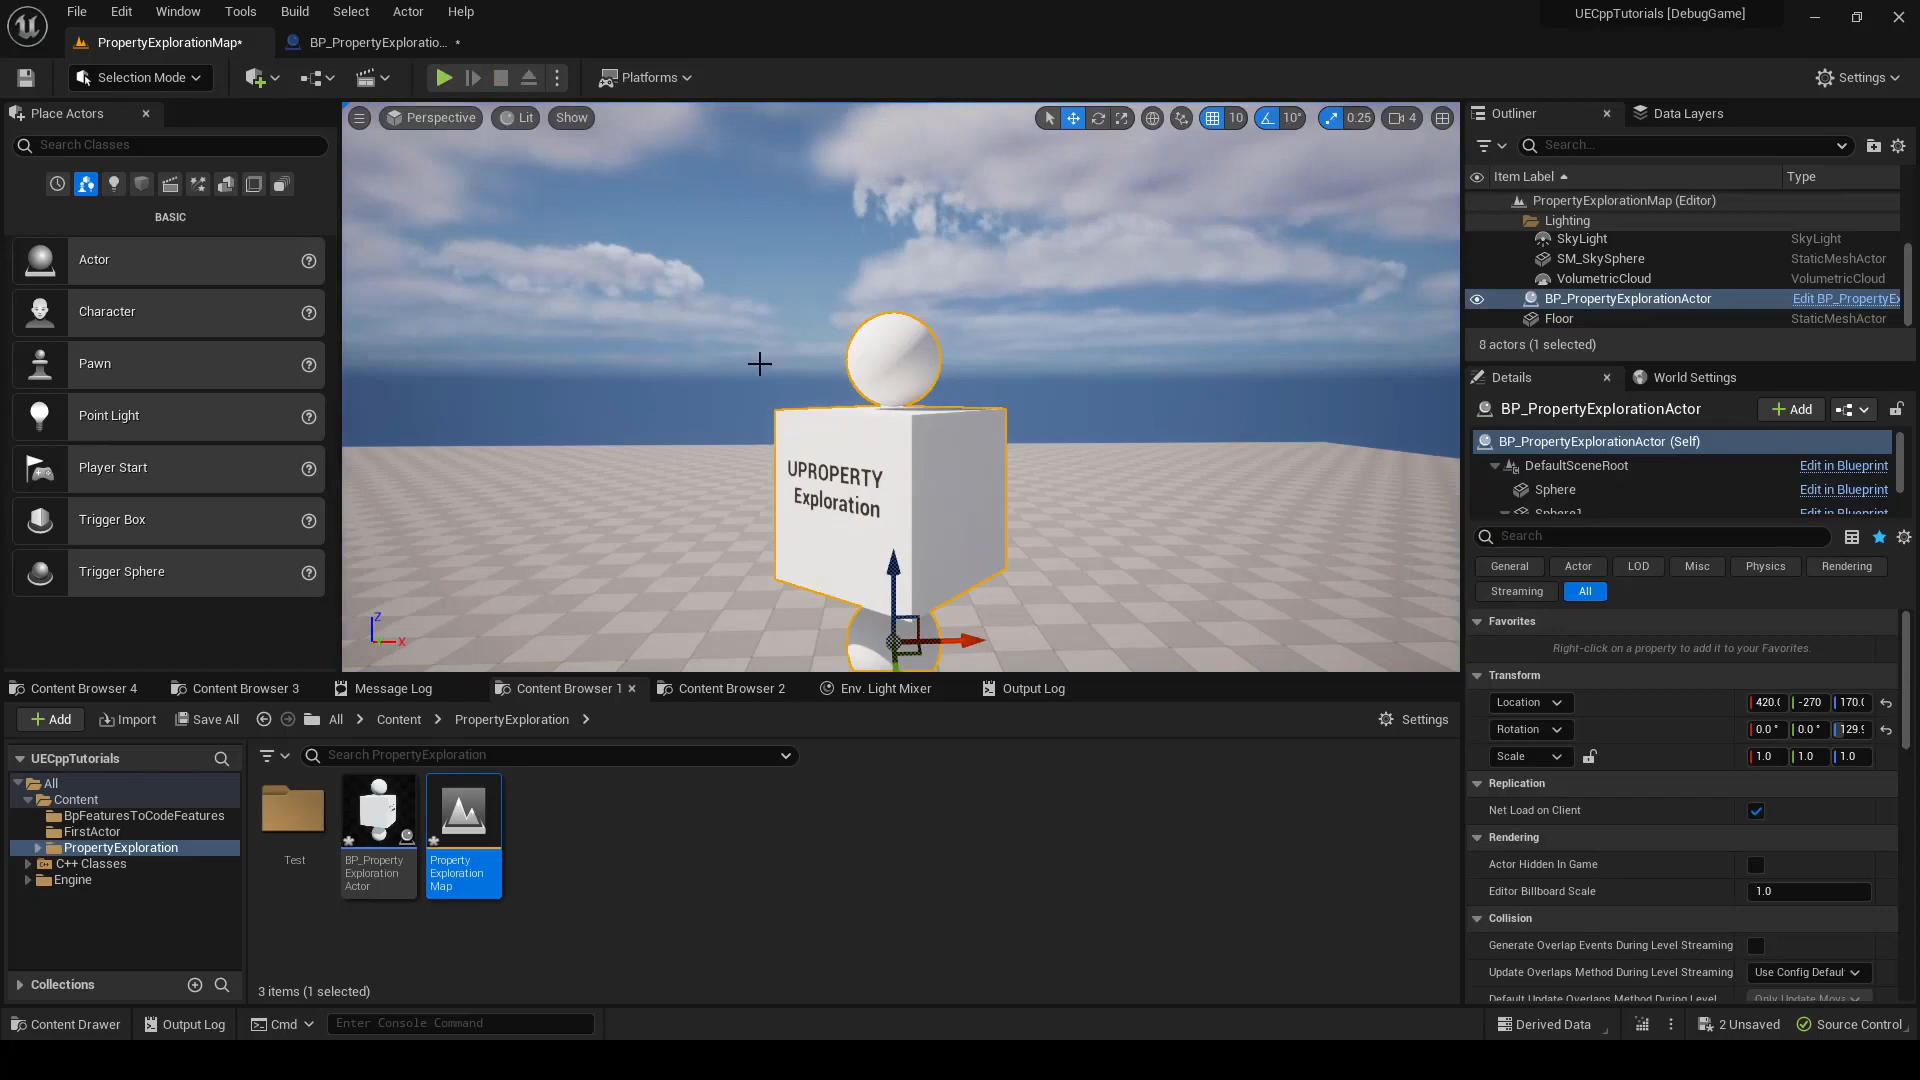 File Edit View Window Tools Build Select Actor Help
UECppTutorials [DebugGame]
PropertyExplorationMap*
BP_PropertyExploratio... *
Selection Mode
Platforms
Settings
Place Actors
Search Classes
BASIC
Actor
Character
Pawn
Point Light
Player Start
Trigger Box
Trigger Sphere
Perspective
Lit
Show
10
10°
0.25
4
UPROPERTY
Exploration
Z
X
Outliner
Data Layers
Search...
Item Label
Type
PropertyExplorationMap (Editor)
Lighting
SkyLight SkyLight
SM_SkySphere StaticMeshActor
VolumetricCloud VolumetricCloud
BP_PropertyExplorationActor Edit BP_PropertyEx
Floor StaticMeshActor
8 actors (1 selected)
Details
World Settings
BP_PropertyExplorationActor
Add
BP_PropertyExplorationActor (Self)
DefaultSceneRoot Edit in Blueprint
Sphere Edit in Blueprint
Sphere1 Edit in Blueprint
Search
General Actor LOD Misc Physics Rendering
Streaming All
Favorites
Right-click on a property to add it to your Favorites.
Transform
Location 420.( -270 170.(
Rotation 0.0 ° 0.0 ° 129.9
Scale 1.0 1.0 1.0
Replication
Net Load on Client
Rendering
Actor Hidden In Game
Editor Billboard Scale 1.0
Collision
Generate Overlap Events During Level Streaming
Update Overlaps Method During Level Streaming Use Config Defaul
Default Update Overlaps Method During Level Only Update Mova
Content Browser 4
Content Browser 3
Message Log
Content Browser 1
Content Browser 2
Env. Light Mixer
Output Log
Add
Import
Save All
All
Content
PropertyExploration
Settings
UECppTutorials
Search PropertyExploration
All
Content
BpFeaturesToCodeFeatures
FirstActor
PropertyExploration
C++ Classes
Engine
Collections
Test
BP_Property
Exploration
Actor
Property
Exploration
Map
3 items (1 selected)
Content Drawer
Output Log
Cmd
Enter Console Command
Derived Data
2 Unsaved
Source Control